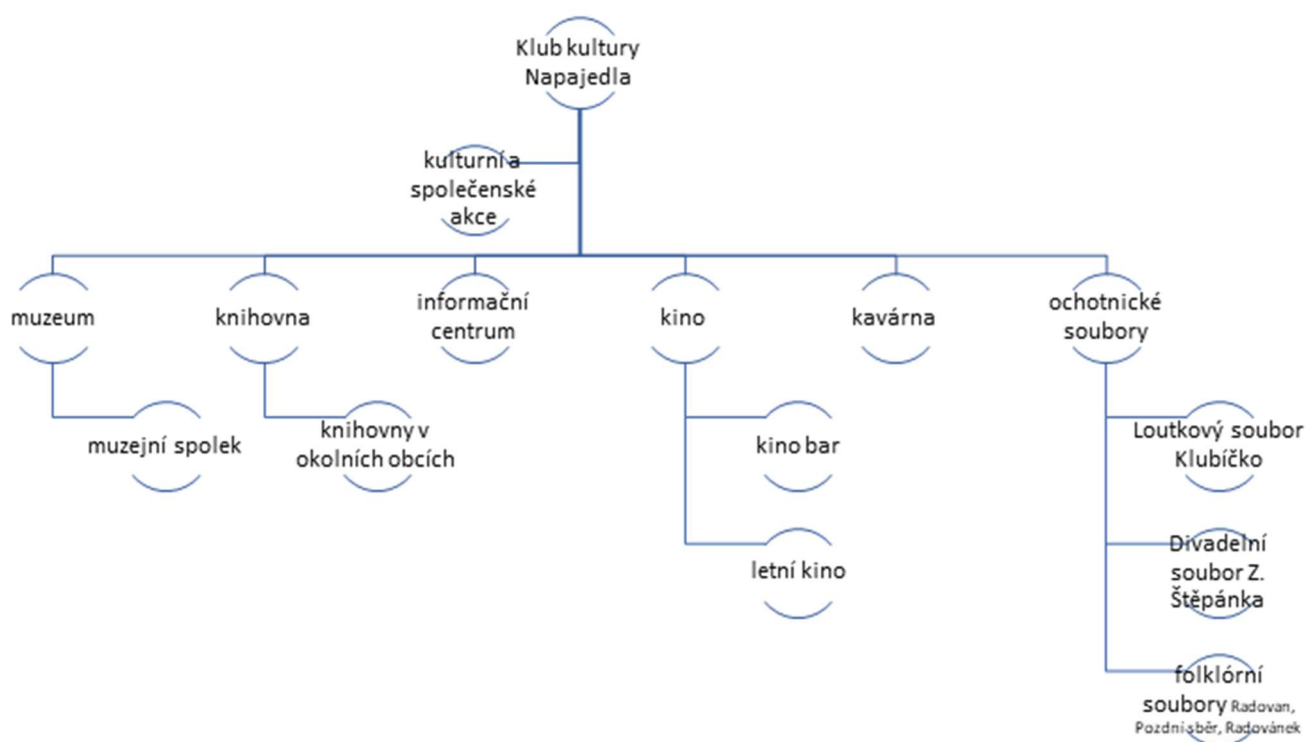 Klub kultury
Napajedla
kulturní a
společenské
akce
muzeum
knihovna
informační
centrum
kino
kavárna
ochotnické
soubory
muzejní spolek
knihovny v
okolních obcích
kino bar
letní kino
Loutkový soubor
Klubíčko
Divadelní
soubor Z.
Štěpánka
folklórní
soubory Radovan,
Pozdní sběr, Radovánek